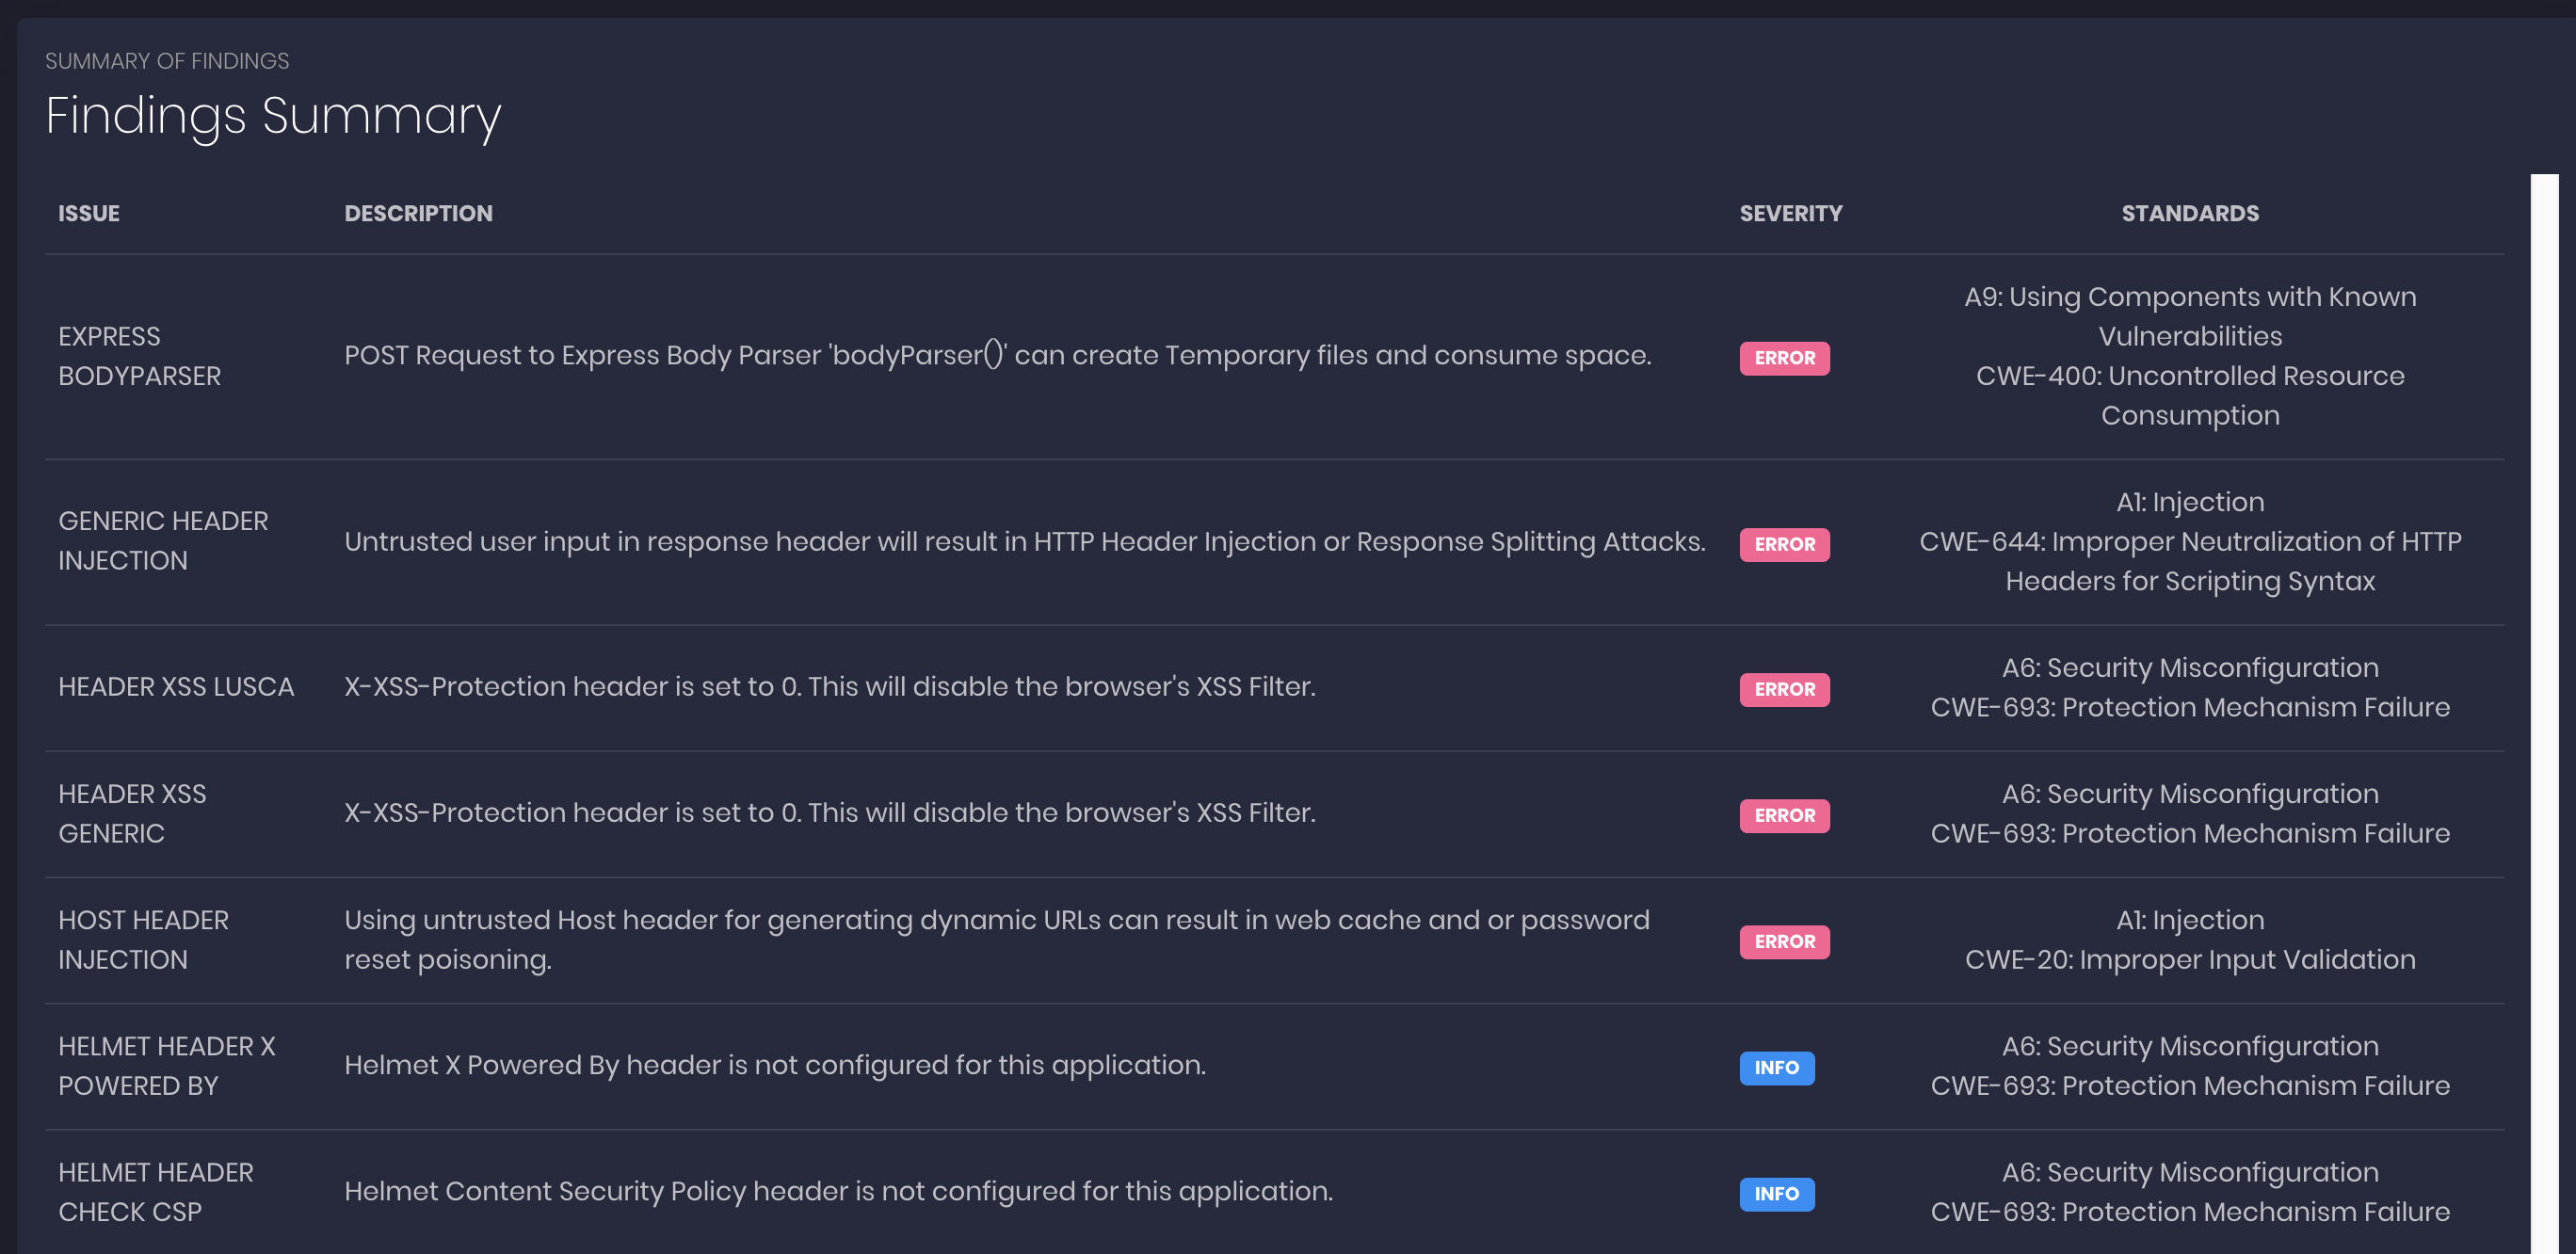 SUMMARY OF FINDINGS
Findings Summary
ISSUE DESCRIPTION SEVERITY STANDARDS
EXPRESS
BODYPARSER
POST Request to Express Body Parser 'bodyParser()' can create Temporary files and consume space.
ERROR
A9: Using Components with Known
Vulnerabilities
CWE-400: Uncontrolled Resource
Consumption
GENERIC HEADER
INJECTION
Untrusted user input in response header will result in HTTP Header Injection or Response Splitting Attacks.
ERROR
A1: Injection
CWE-644: Improper Neutralization of HTTP
Headers for Scripting Syntax
HEADER XSS LUSCA
X-XSS-Protection header is set to 0. This will disable the browser's XSS Filter.
ERROR
A6: Security Misconfiguration
CWE-693: Protection Mechanism Failure
HEADER XSS
GENERIC
X-XSS-Protection header is set to 0. This will disable the browser's XSS Filter.
ERROR
A6: Security Misconfiguration
CWE-693: Protection Mechanism Failure
HOST HEADER
INJECTION
Using untrusted Host header for generating dynamic URLs can result in web cache and or password
reset poisoning.
ERROR
A1: Injection
CWE-20: Improper Input Validation
HELMET HEADER X
POWERED BY
Helmet X Powered By header is not configured for this application.
INFO
A6: Security Misconfiguration
CWE-693: Protection Mechanism Failure
HELMET HEADER
CHECK CSP
Helmet Content Security Policy header is not configured for this application.
INFO
A6: Security Misconfiguration
CWE-693: Protection Mechanism Failure